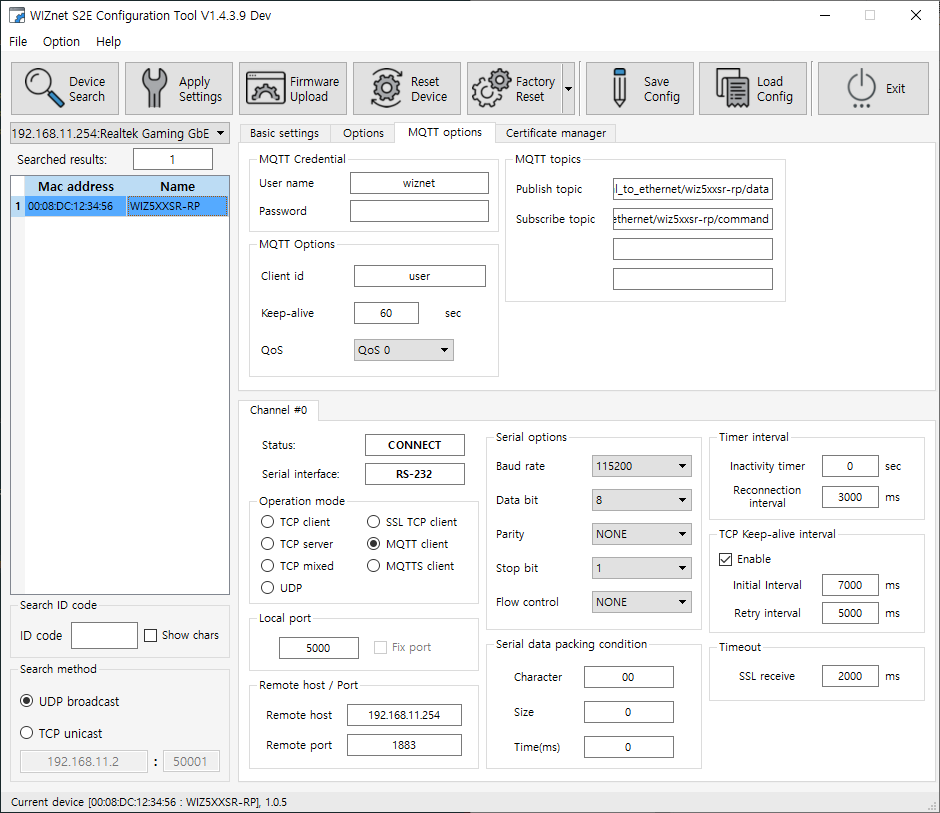 WIZnet S2E Configuration Tool V1.4.3.9 Dev
File Option Help
Device Search
Apply Settings
Firmware Upload
Reset Device
Factory Reset
Save Config
Load Config
Exit
192.168.11.254:Realtek Gaming GbE
Searched results: 1
Mac address Name
1 00:08:DC:12:34:56 WIZ5XXSR-RP
Search ID code
ID code Show chars
Search method
UDP broadcast
TCP unicast
192.168.11.2 : 50001
Basic settings Options MQTT options Certificate manager
MQTT Credential
User name wiznet
Password
MQTT Options
Client id user
Keep-alive 60 sec
QoS QoS 0
MQTT topics
Publish topic l_to_ethernet/wiz5xxsr-rp/data
Subscribe topic ethernet/wiz5xxsr-rp/command
Channel #0
Status: CONNECT
Serial interface: RS-232
Operation mode
TCP client SSL TCP client
TCP server MQTT client
TCP mixed MQTTS client
UDP
Local port
5000 Fix port
Remote host / Port
Remote host 192.168.11.254
Remote port 1883
Serial options
Baud rate 115200
Data bit 8
Parity NONE
Stop bit 1
Flow control NONE
Serial data packing condition
Character 00
Size 0
Time(ms) 0
Timer interval
Inactivity timer 0 sec
Reconnection interval 3000 ms
TCP Keep-alive interval
Enable
Initial Interval 7000 ms
Retry interval 5000 ms
Timeout
SSL receive 2000 ms
Current device [00:08:DC:12:34:56 : WIZ5XXSR-RP], 1.0.5